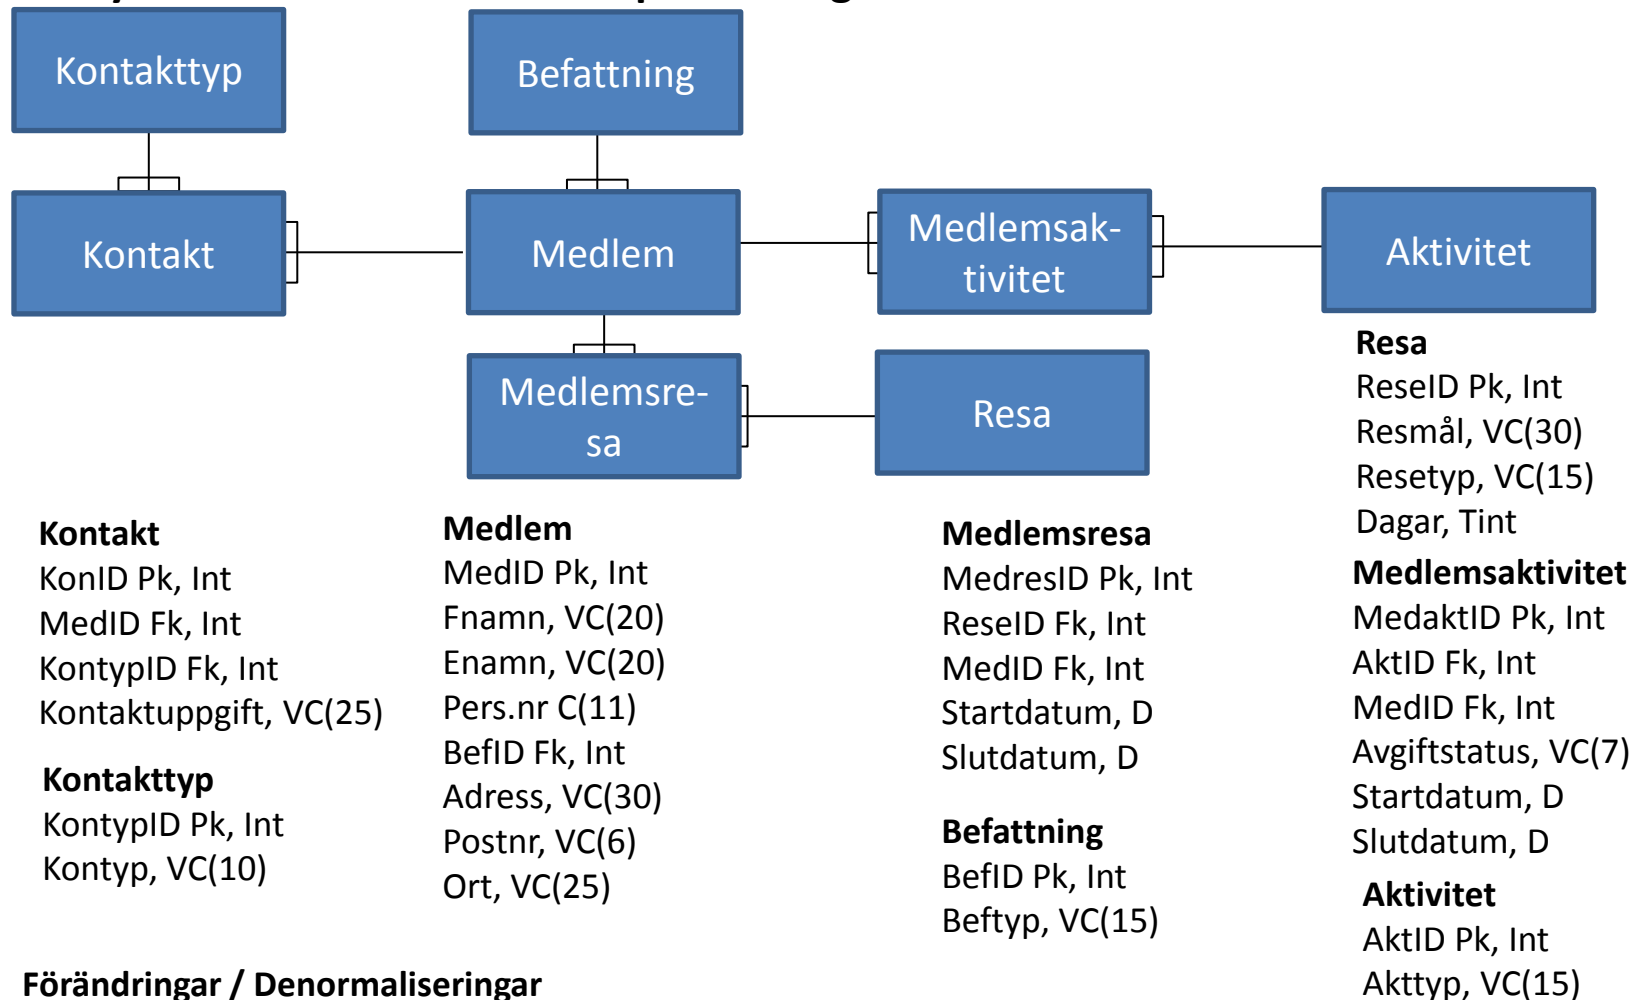 Kontakttyp
Befattning
Kontakt
Medlem
Medlemsak-
tivitet
Aktivitet
Medlemsre-
sa
Resa
Resa
ReseID Pk, Int
Resmål, VC(30)
Resetyp, VC(15)
Dagar, Tint
Kontakt
KonID Pk, Int
MedID Fk, Int
KontypID Fk, Int
Kontaktuppgift, VC(25)
Kontakttyp
KontypID Pk, Int
Kontyp, VC(10)
Medlem
MedID Pk, Int
Fnamn, VC(20)
Enamn, VC(20)
Pers.nr C(11)
BefID Fk, Int
Adress, VC(30)
Postnr, VC(6)
Ort, VC(25)
Medlemsresa
MedresID Pk, Int
ReseID Fk, Int
MedID Fk, Int
Startdatum, D
Slutdatum, D
Befattning
BefID Pk, Int
Beftyp, VC(15)
Medlemsaktivitet
MedaktID Pk, Int
AktID Fk, Int
MedID Fk, Int
Avgiftstatus, VC(7)
Startdatum, D
Slutdatum, D
Aktivitet
AktID Pk, Int
Akttyp, VC(15)
Förändringar / Denormaliseringar